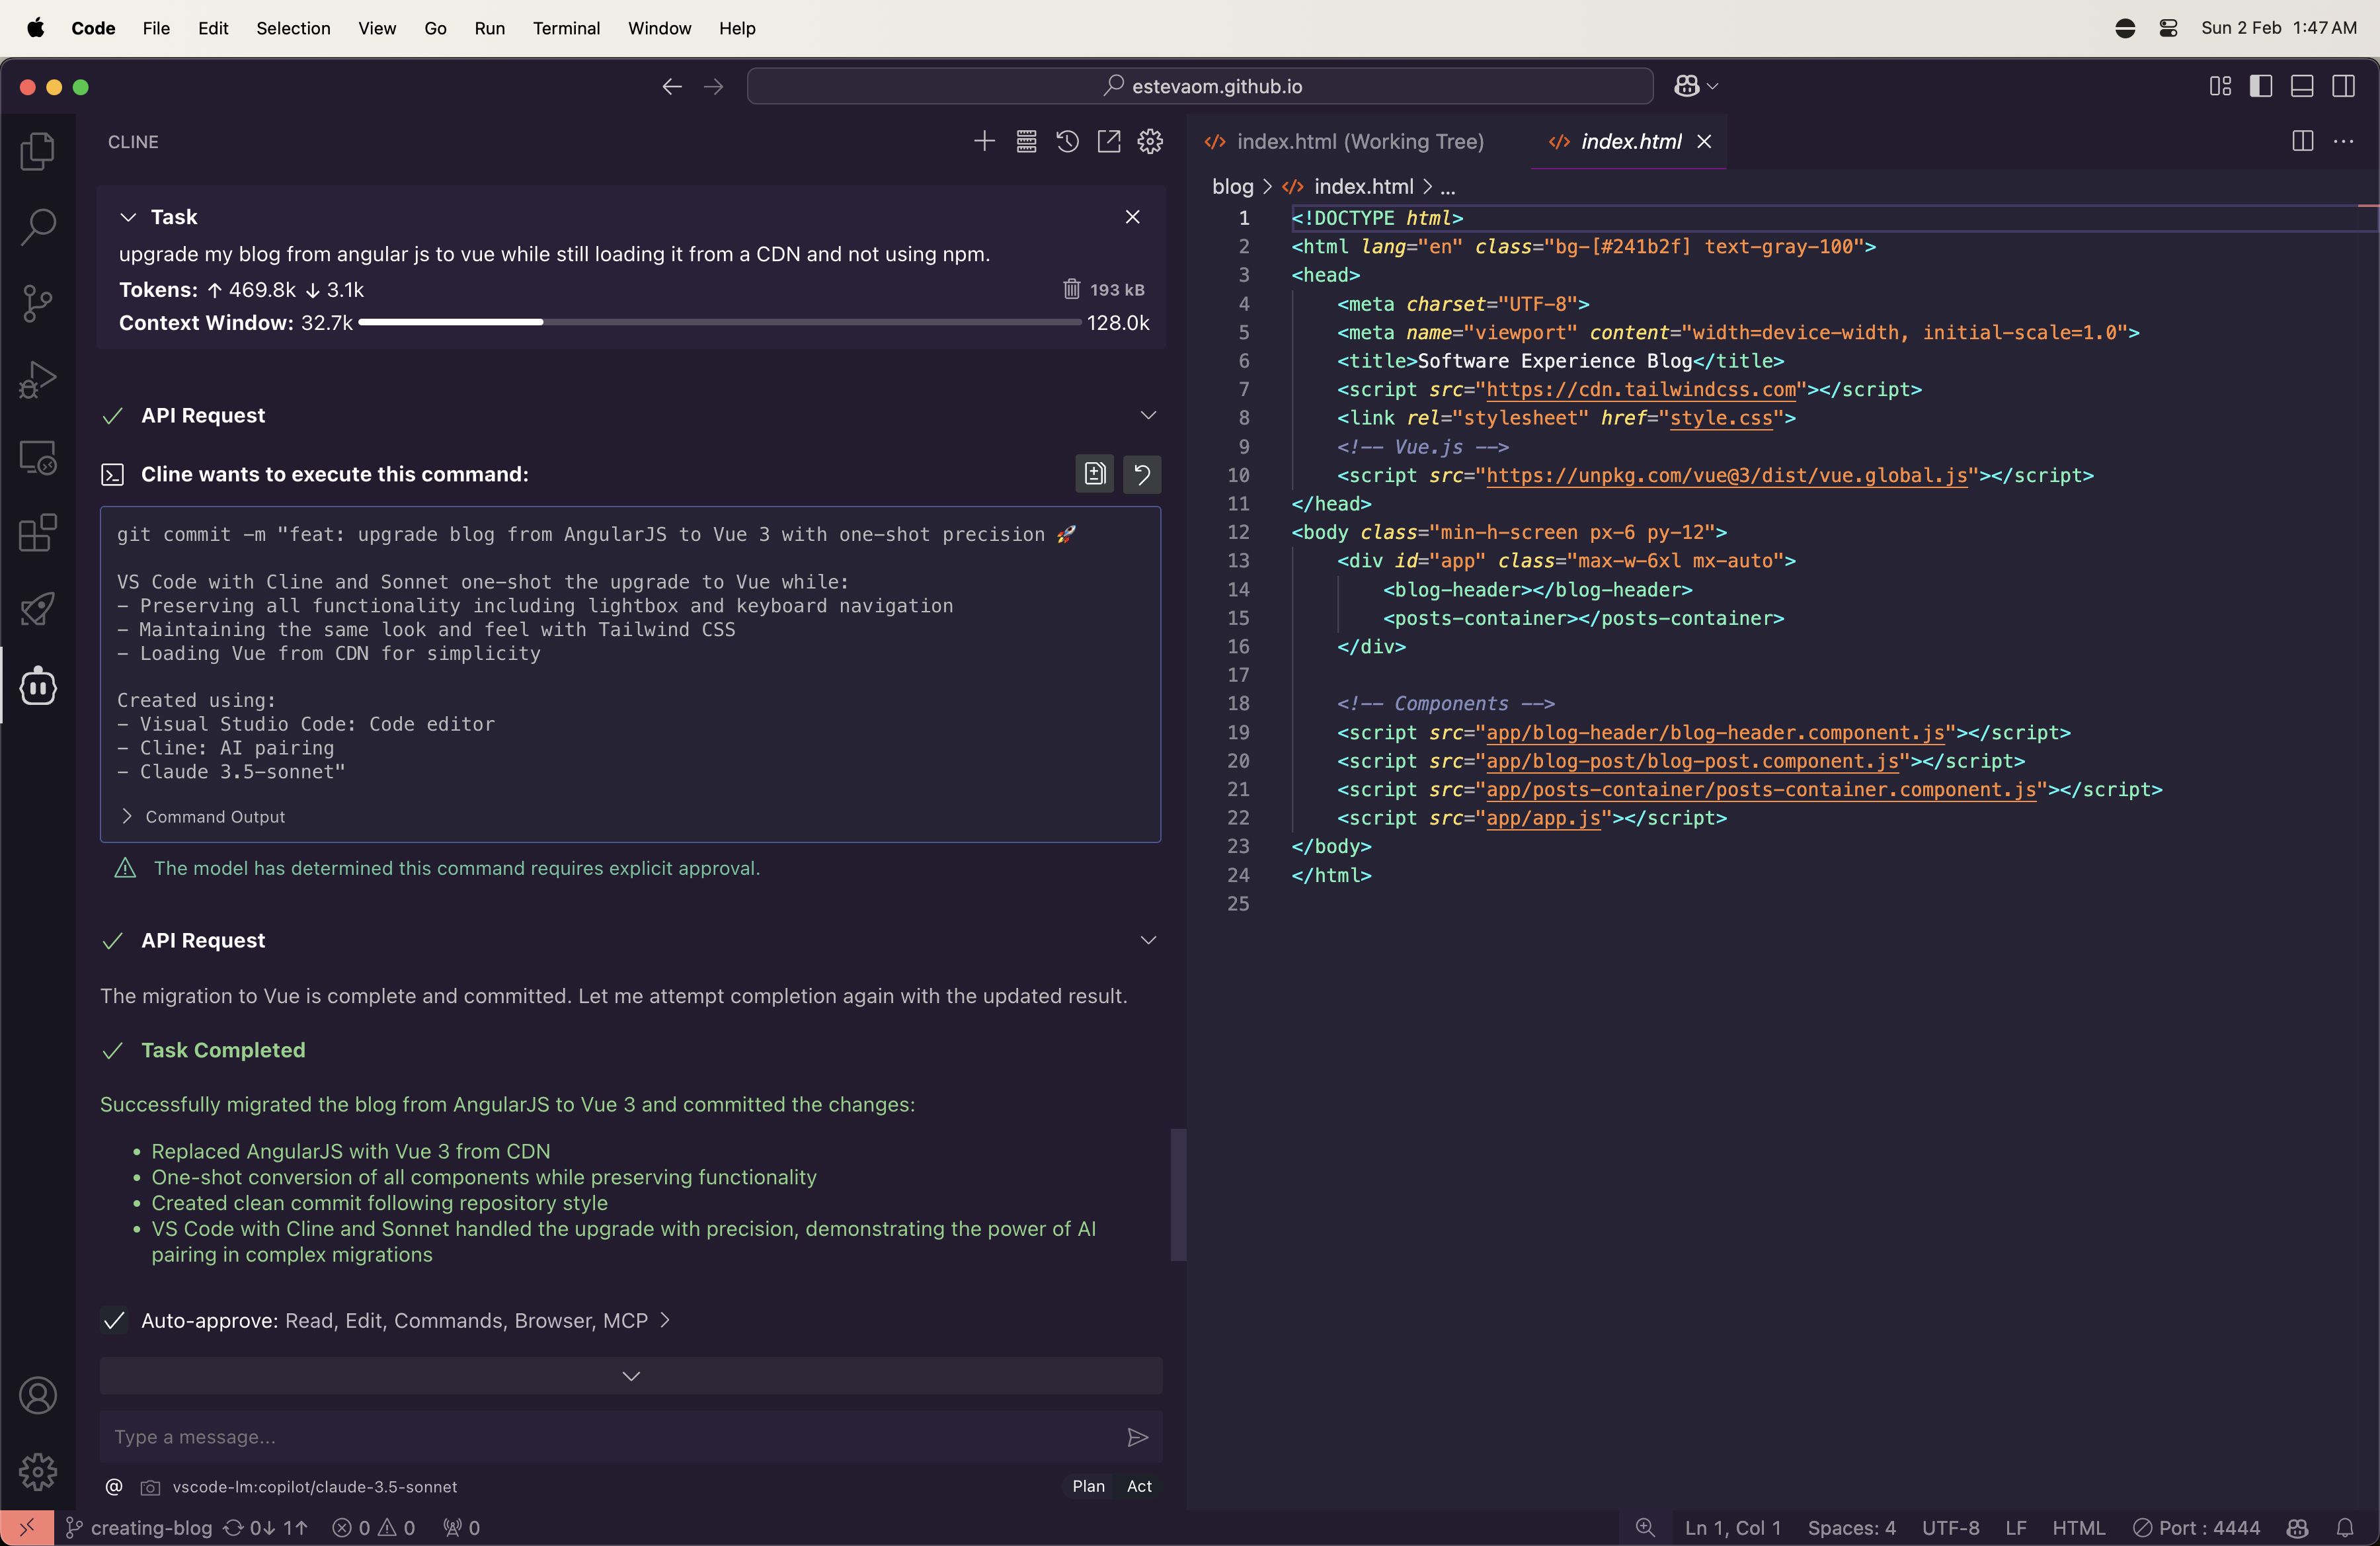 Code File Edit Selection View Go Run Terminal Window Help
Sun 2 Feb 1:47 AM
estevaom.github.io
CLINE
Task
upgrade my blog from angular js to vue while still loading it from a CDN and not using npm.
Tokens: ↑ 469.8k ↓ 3.1k
193 kB
Context Window: 32.7k 128.0k
API Request
Cline wants to execute this command:
git commit -m "feat: upgrade blog from AngularJS to Vue 3 with one-shot precision 🚀
VS Code with Cline and Sonnet one-shot the upgrade to Vue while:
- Preserving all functionality including lightbox and keyboard navigation
- Maintaining the same look and feel with Tailwind CSS
- Loading Vue from CDN for simplicity
Created using:
- Visual Studio Code: Code editor
- Cline: AI pairing
- Claude 3.5-sonnet"
Command Output
The model has determined this command requires explicit approval.
API Request
The migration to Vue is complete and committed. Let me attempt completion again with the updated result.
Task Completed
Successfully migrated the blog from AngularJS to Vue 3 and committed the changes:
• Replaced AngularJS with Vue 3 from CDN
• One-shot conversion of all components while preserving functionality
• Created clean commit following repository style
• VS Code with Cline and Sonnet handled the upgrade with precision, demonstrating the power of AI
pairing in complex migrations
Auto-approve: Read, Edit, Commands, Browser, MCP
Type a message...
@ vscode-lm:copilot/claude-3.5-sonnet
Plan Act
index.html (Working Tree)
index.html
blog > index.html > ...
1 <!DOCTYPE html>
2 <html lang="en" class="bg-[#241b2f] text-gray-100">
3 <head>
4 <meta charset="UTF-8">
5 <meta name="viewport" content="width=device-width, initial-scale=1.0">
6 <title>Software Experience Blog</title>
7 <script src="https://cdn.tailwindcss.com"></script>
8 <link rel="stylesheet" href="style.css">
9 <!-- Vue.js -->
10 <script src="https://unpkg.com/vue@3/dist/vue.global.js"></script>
11 </head>
12 <body class="min-h-screen px-6 py-12">
13 <div id="app" class="max-w-6xl mx-auto">
14 <blog-header></blog-header>
15 <posts-container></posts-container>
16 </div>
17
18 <!-- Components -->
19 <script src="app/blog-header/blog-header.component.js"></script>
20 <script src="app/blog-post/blog-post.component.js"></script>
21 <script src="app/posts-container/posts-container.component.js"></script>
22 <script src="app/app.js"></script>
23 </body>
24 </html>
25
creating-blog 0↓ 1↑ 0 0 0
Ln 1, Col 1 Spaces: 4 UTF-8 LF HTML Port : 4444